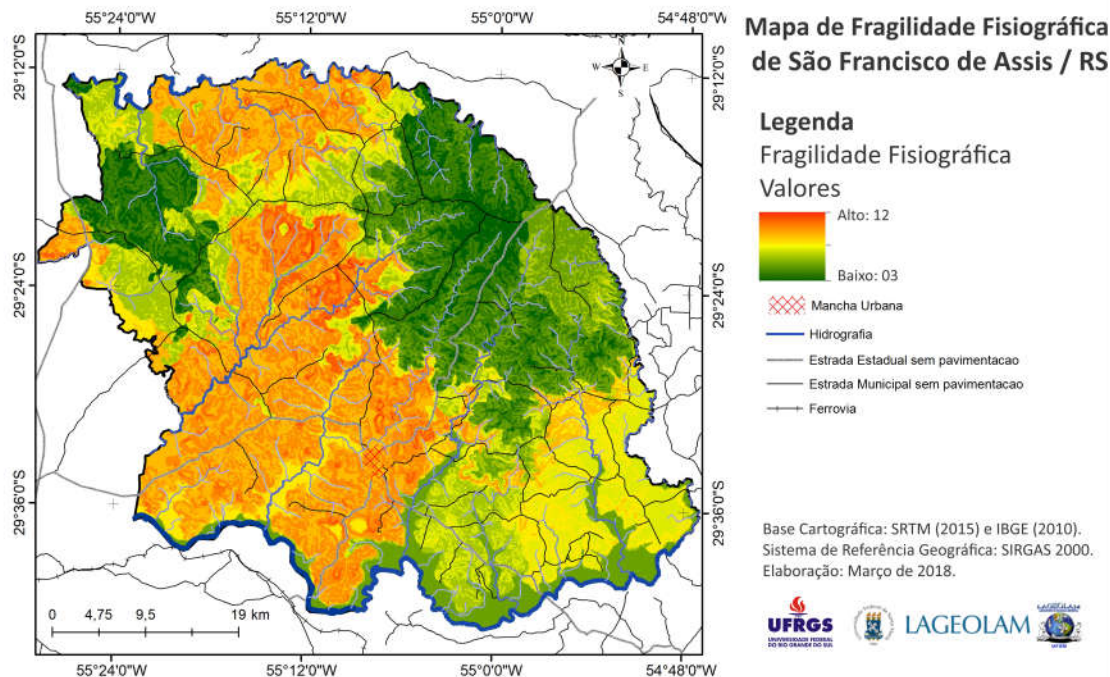 55°24'0"W 55°12'0"W 55°00'W 54°48'0"W
29°12'0"S
29°24'0"S
29°36'0"S
N
W E
S
29°12'0"S
29°24'0"S
29°36'0"S
0 4,75 9,5 19 km
55°24'0"W 55°12'0"W 55°00'W 54°48'0"W
Mapa de Fragilidade Fisiográfica
de São Francisco de Assis / RS
Legenda
Fragilidade Fisiográfica
Valores
Alto: 12
Baixo: 03
Mancha Urbana
Hidrografia
Estrada Estadual sem pavimentacao
Estrada Municipal sem pavimentacao
Ferrovia
Base Cartográfica: SRTM (2015) e IBGE (2010).
Sistema de Referência Geográfica: SIRGAS 2000.
Elaboração: Março de 2018.
UFRGS
UNIVERSIDADE FEDERAL
DO RIO GRANDE DO SUL
LAGEOLAM